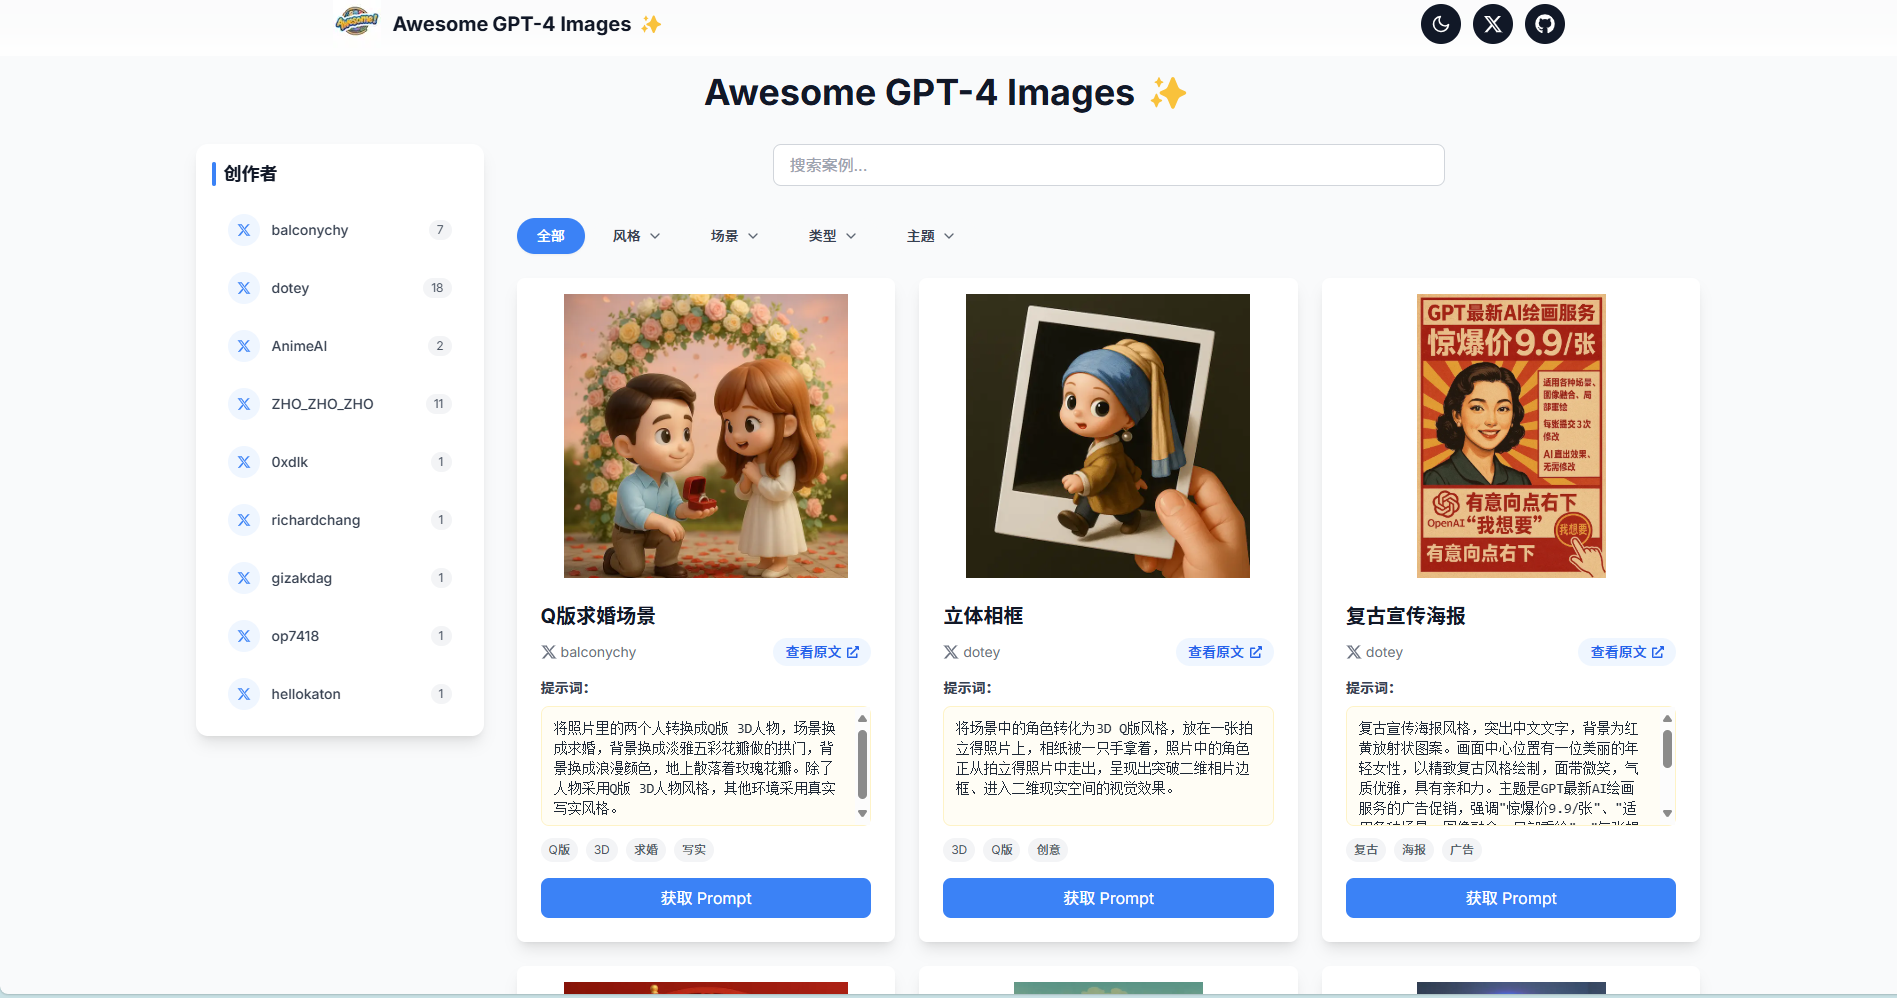 Awesome!
Awesome GPT-4 Images ✨
Awesome GPT-4 Images ✨
创作者
balconychy 7
dotey 18
AnimeAI 2
ZHO_ZHO_ZHO 11
0xdlk 1
richardchang 1
gizakdag 1
op7418 1
hellokaton 1
搜索案例...
全部 风格 场景 类型 主题
Q版求婚场景
balconychy 查看原文
提示词：
将照片里的两个人转换成Q版 3D人物，场景换
成求婚，背景换成淡雅五彩花瓣做的拱门，背
景换成浪漫颜色，地上散落着玫瑰花瓣。除了
人物采用Q版 3D人物风格，其他环境采用真实
写实风格。
Q版 3D 求婚 写实
获取 Prompt
立体相框
dotey 查看原文
提示词：
将场景中的角色转化为3D Q版风格，放在一张拍
立得照片上，相纸被一只手拿着，照片中的角色
正从拍立得照片中走出，呈现出突破二维相片边
框、进入二维现实空间的视觉效果。
3D Q版 创意
获取 Prompt
GPT最新AI绘画服务
惊爆价9.9/张
适用各种场景、
图像融合、局
部重绘
每张提交3次
修改
AI直出效果、
无需修改
有意向点右下
OpenAI“我想要”
我想要
有意向点右下
复古宣传海报
dotey 查看原文
提示词：
复古宣传海报风格，突出中文文字，背景为红
黄放射状图案。画面中心位置有一位美丽的年
轻女性，以精致复古风格绘制，面带微笑，气
质优雅，具有亲和力。主题是GPT最新AI绘画
服务的广告促销，强调"惊爆价9.9/张"、"适
复古 海报 广告
获取 Prompt